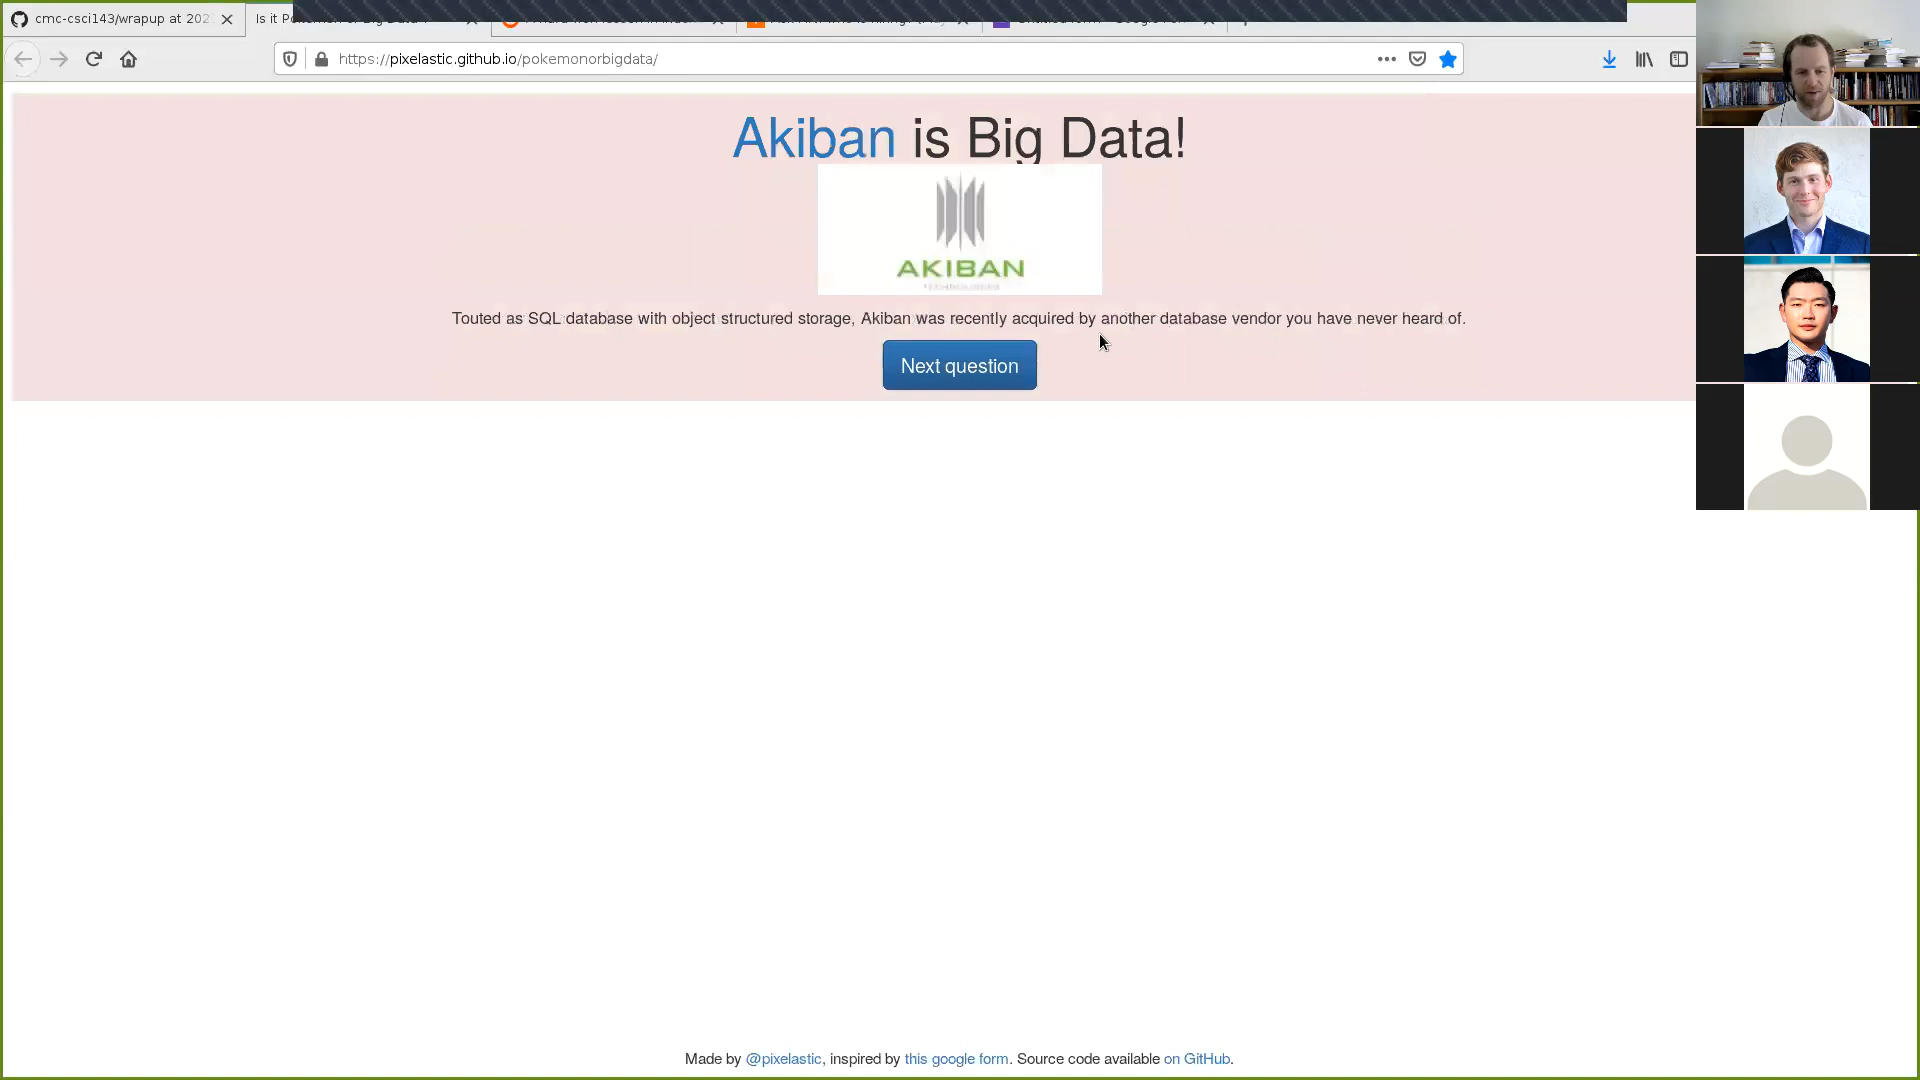 cmc-csci143/wrapup at 202
https://pixelastic.github.io/pokemonorbigdata/
Akiban is Big Data!
AKIBAN
TECHNOLOGIES
Touted as SQL database with object structured storage, Akiban was recently acquired by another database vendor you have never heard of.
Next question
Made by @pixelastic, inspired by this google form. Source code available on GitHub.